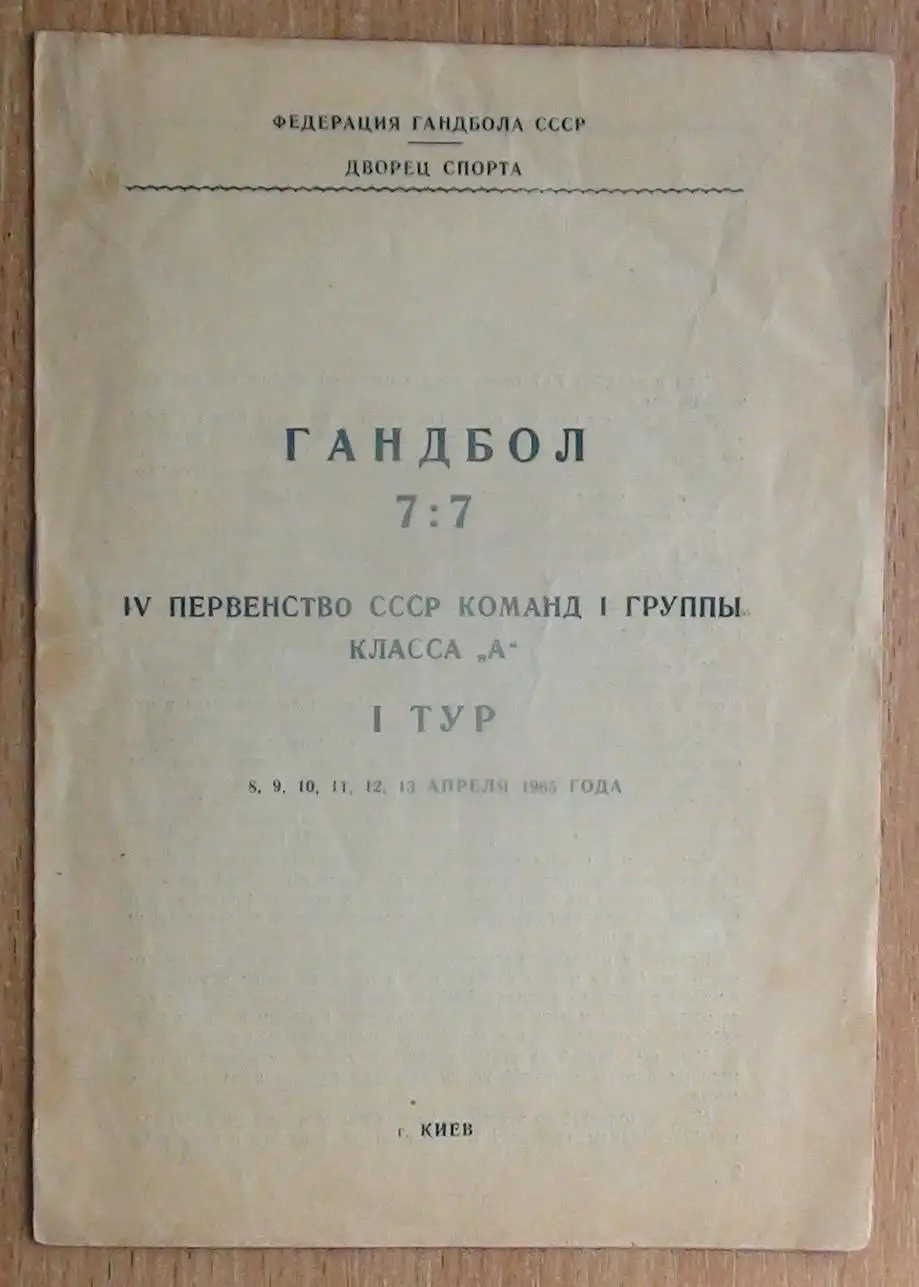 ФЕДЕРАЦИЯ ГАНДБОЛА СССР
ДВОРЕЦ СПОРТА
ГАНДБОЛ
7:7
IV ПЕРВЕНСТВО СССР КОМАНД I ГРУППЫ
КЛАССА „А“
I ТУР
8, 9, 10, 11, 12, 13 АПРЕЛЯ 1965 ГОДА
г. КИЕВ